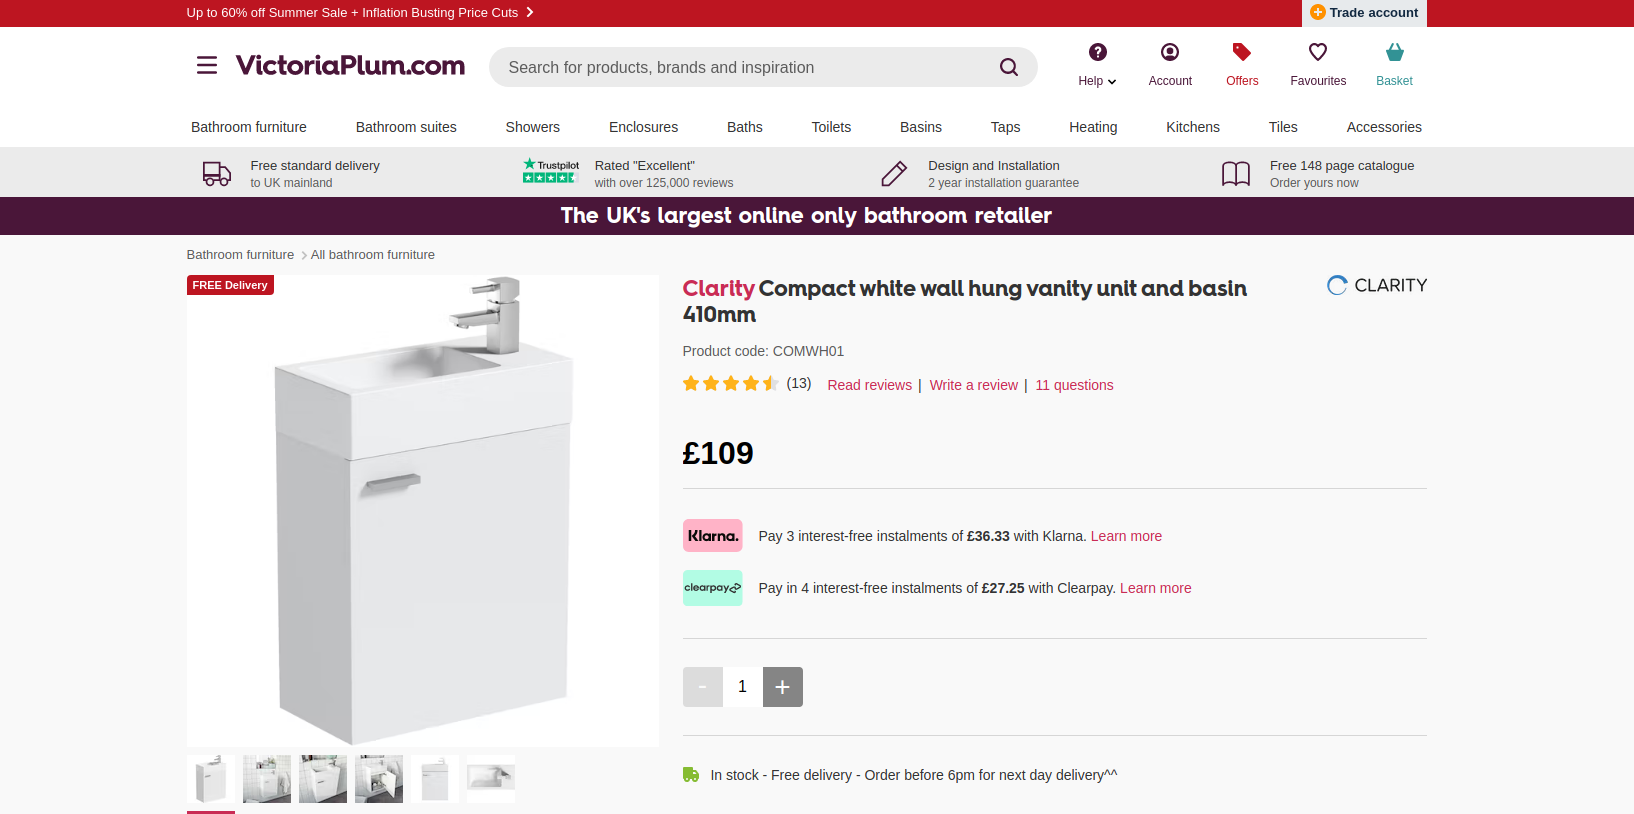 Up to 60% off Summer Sale + Inflation Busting Price Cuts
Trade account
VictoriaPlum.com
Search for products, brands and inspiration
Help
Account
Offers
Favourites
Basket
Bathroom furniture
Bathroom suites
Showers
Enclosures
Baths
Toilets
Basins
Taps
Heating
Kitchens
Tiles
Accessories
Free standard delivery
to UK mainland
Trustpilot
Rated "Excellent"
with over 125,000 reviews
Design and Installation
2 year installation guarantee
Free 148 page catalogue
Order yours now
The UK's largest online only bathroom retailer
Bathroom furniture
All bathroom furniture
FREE Delivery
Clarity Compact white wall hung vanity unit and basin
410mm
CLARITY
Product code: COMWH01
(13) Read reviews | Write a review | 11 questions
£109
Klarna.
Pay 3 interest-free instalments of £36.33 with Klarna. Learn more
clearpay
Pay in 4 interest-free instalments of £27.25 with Clearpay. Learn more
- 1 +
In stock - Free delivery - Order before 6pm for next day delivery^^